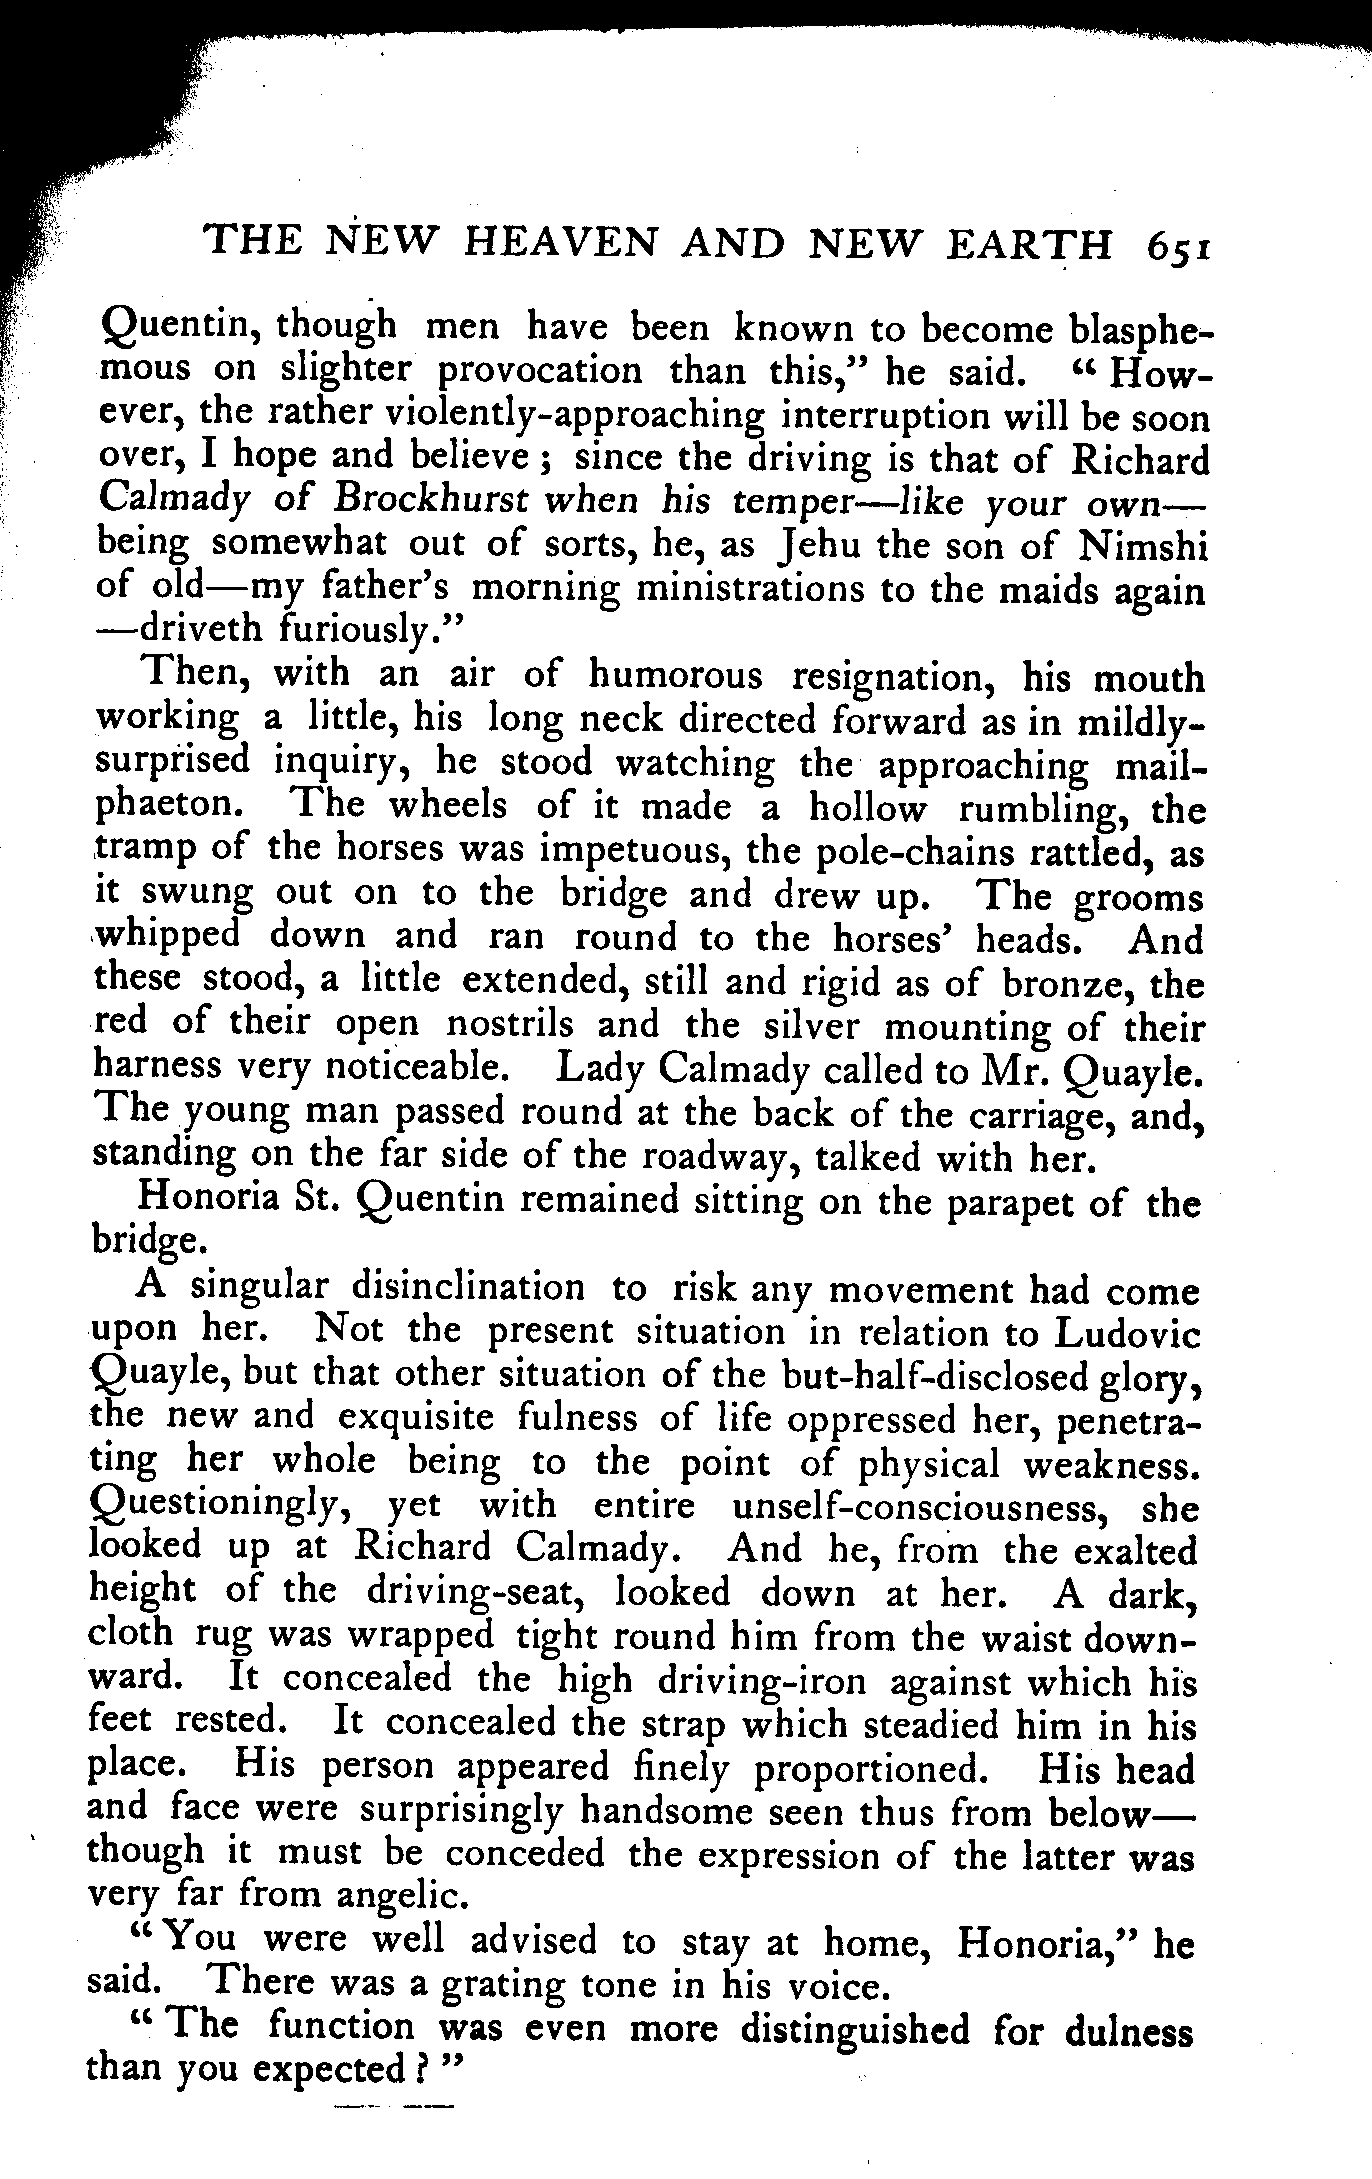 THE NEW HEAVEN AND NEW EARTH 651
Quentin, though men have been known to become blasphe-
mous on slighter provocation than this,” he said. “ How-
ever, the rather violently-approaching interruption will be soon
over, I hope and believe ; since the driving is that of Richard
Calmady of Brockhurst when his temper—like your own—
being somewhat out of sorts, he, as Jehu the son of Nimshi
of old—my father’s morning ministrations to the maids again
—driveth furiously.”
Then, with an air of humorous resignation, his mouth
working a little, his long neck directed forward as in mildly-
surprised inquiry, he stood watching the approaching mail-
phaeton. The wheels of it made a hollow rumbling, the
tramp of the horses was impetuous, the pole-chains rattled, as
it swung out on to the bridge and drew up. The grooms
whipped down and ran round to the horses’ heads. And
these stood, a little extended, still and rigid as of bronze, the
red of their open nostrils and the silver mounting of their
harness very noticeable. Lady Calmady called to Mr. Quayle.
The young man passed round at the back of the carriage, and,
standing on the far side of the roadway, talked with her.
Honoria St. Quentin remained sitting on the parapet of the
bridge.
A singular disinclination to risk any movement had come
upon her. Not the present situation in relation to Ludovic
Quayle, but that other situation of the but-half-disclosed glory,
the new and exquisite fulness of life oppressed her, penetra-
ting her whole being to the point of physical weakness.
Questioningly, yet with entire unself-consciousness, she
looked up at Richard Calmady. And he, from the exalted
height of the driving-seat, looked down at her. A dark,
cloth rug was wrapped tight round him from the waist down-
ward. It concealed the high driving-iron against which his
feet rested. It concealed the strap which steadied him in his
place. His person appeared finely proportioned. His head
and face were surprisingly handsome seen thus from below—
though it must be conceded the expression of the latter was
very far from angelic.
“ You were well advised to stay at home, Honoria,” he
said. There was a grating tone in his voice.
“ The function was even more distinguished for dulness
than you expected ? ”